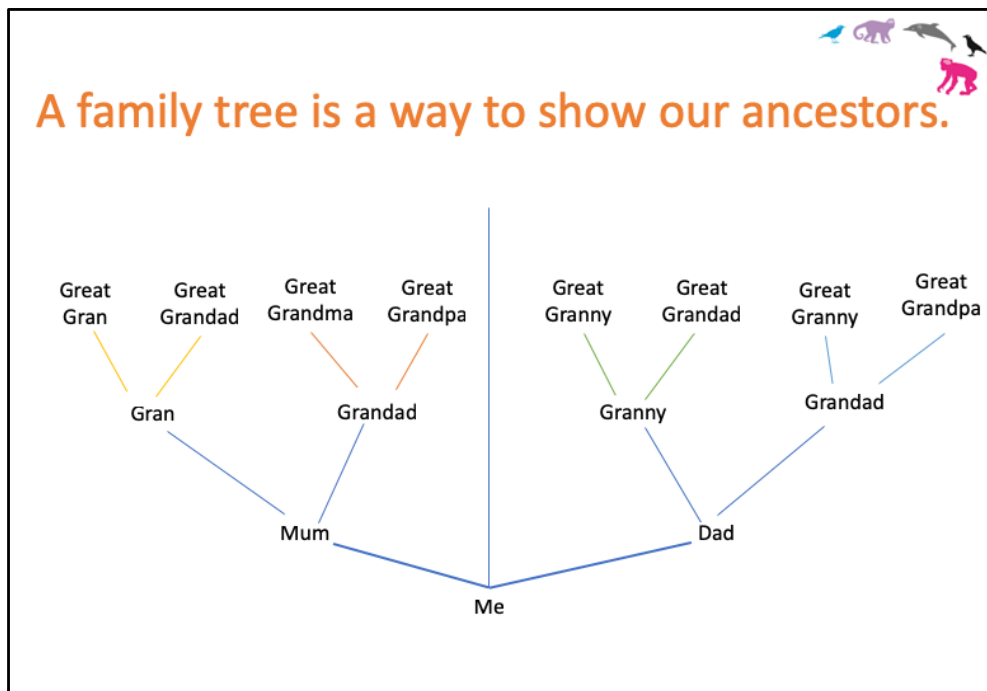 A family tree is a way to show our ancestors.
Great
Gran
Great
Grandad
Great
Grandma
Great
Grandpa
Great
Granny
Great
Grandad
Great
Granny
Great
Grandpa
Gran
Grandad
Granny
Grandad
Mum
Dad
Me